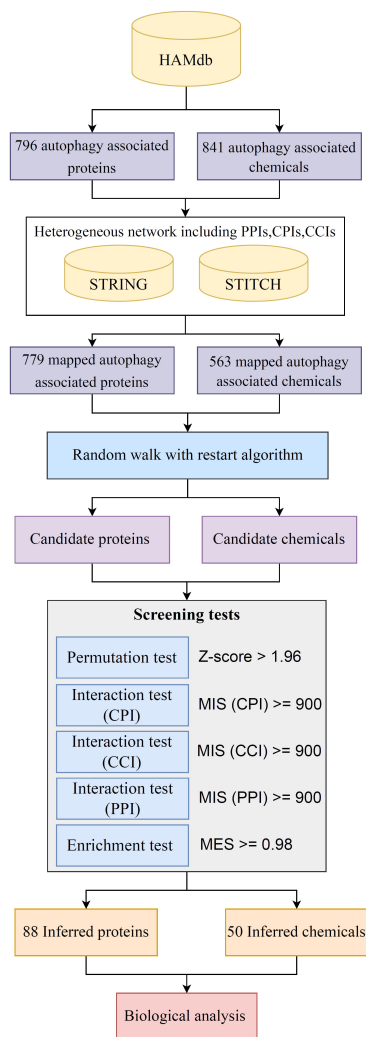 HAMdb
796 autophagy associated
proteins
841 autophagy associated
chemicals
Heterogeneous network including PPIs,CPIs,CCIs
STRING
STITCH
779 mapped autophagy
associated proteins
563 mapped autophagy
associated chemicals
Random walk with restart algorithm
Candidate proteins
Candidate chemicals
Screening tests
Permutation test
Z-score > 1.96
Interaction test
(CPI)
MIS (CPI) >= 900
Interaction test
(CCI)
MIS (CCI) >= 900
Interaction test
(PPI)
MIS (PPI) >= 900
Enrichment test
MES >= 0.98
88 Inferred proteins
50 Inferred chemicals
Biological analysis